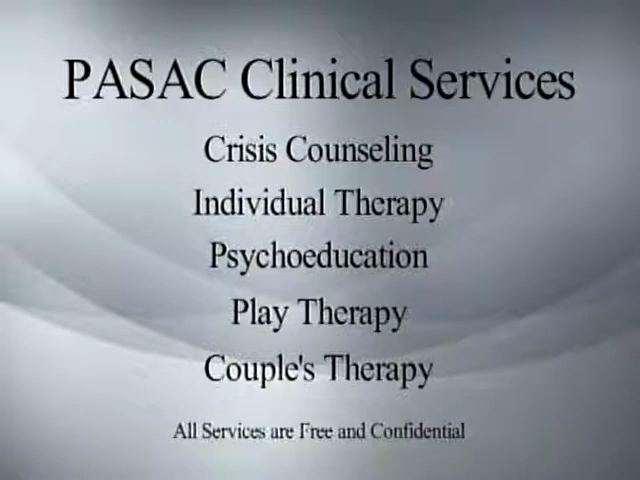 PASAC Clinical Services
Crisis Counseling
Individual Therapy
Psychoeducation
Play Therapy
Couple's Therapy
All Services are Free and Confidential